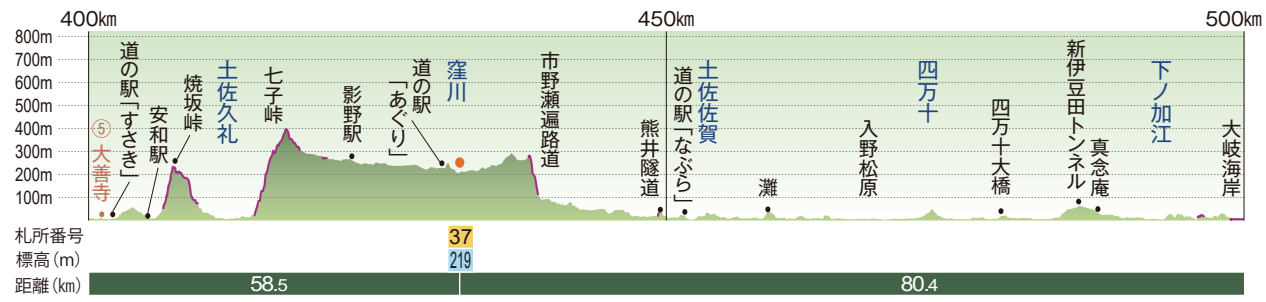 400km
450km
500km
800m
700m
600m
500m
400m
300m
200m
100m
⑤大善寺
道の駅「すさき」
安和駅
焼坂峠
土佐久礼
七子峠
影野駅
道の駅「あぐり」
窪川
市野瀬遍路道
熊井隧道
道の駅「なぶら」
土佐佐賀
灘
入野松原
四万十
四万十大橋
新伊豆田トンネル
真念庵
下ノ加江
大岐海岸
札所番号 37
標高(m) 219
距離(km) 58.5 80.4